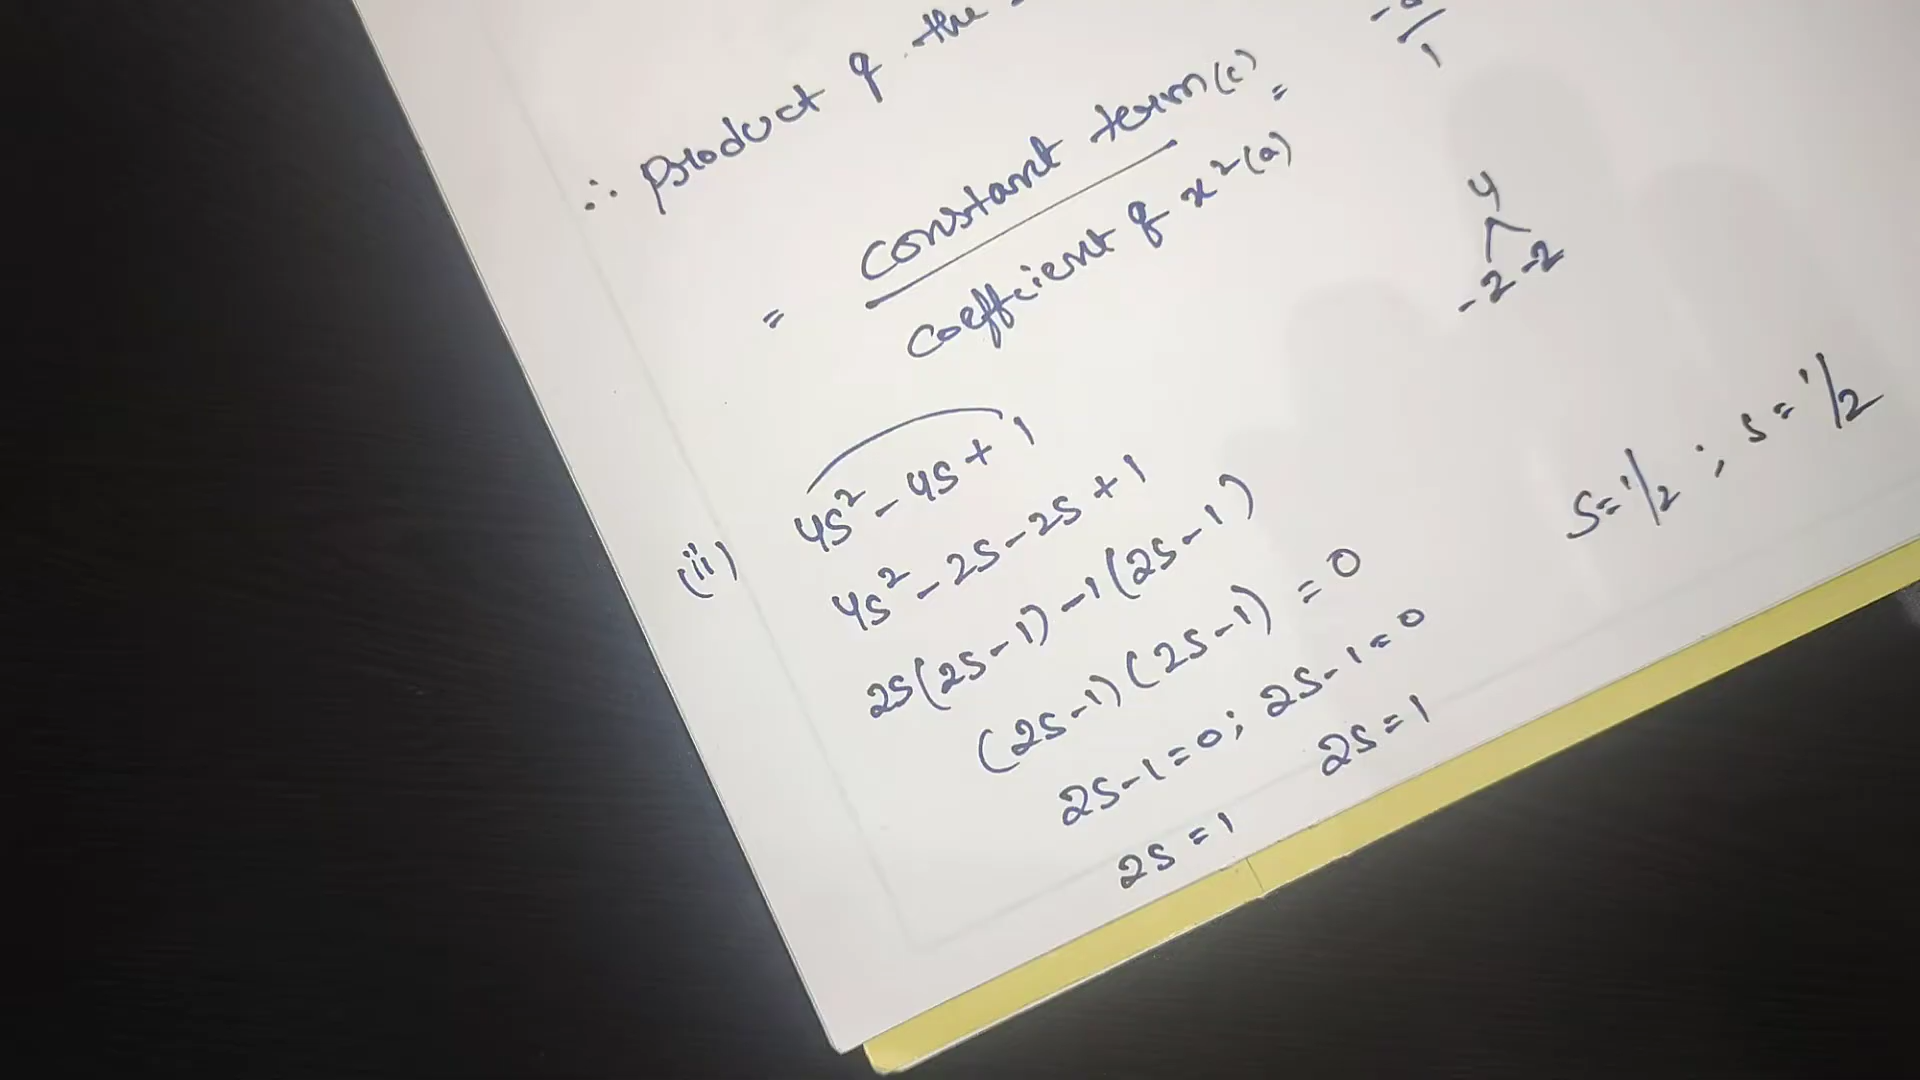 ∴ Product of the
= constant term(c) =
coefficient of x²(a)
1
4
-2 -2
(ii) 4s² - 4s + 1
4s² - 2s - 2s + 1
2s(2s-1) -1(2s-1)
(2s-1)(2s-1) = 0
2s-1=0; 2s-1=0
2s=1 2s=1
s=1/2 ; s=1/2